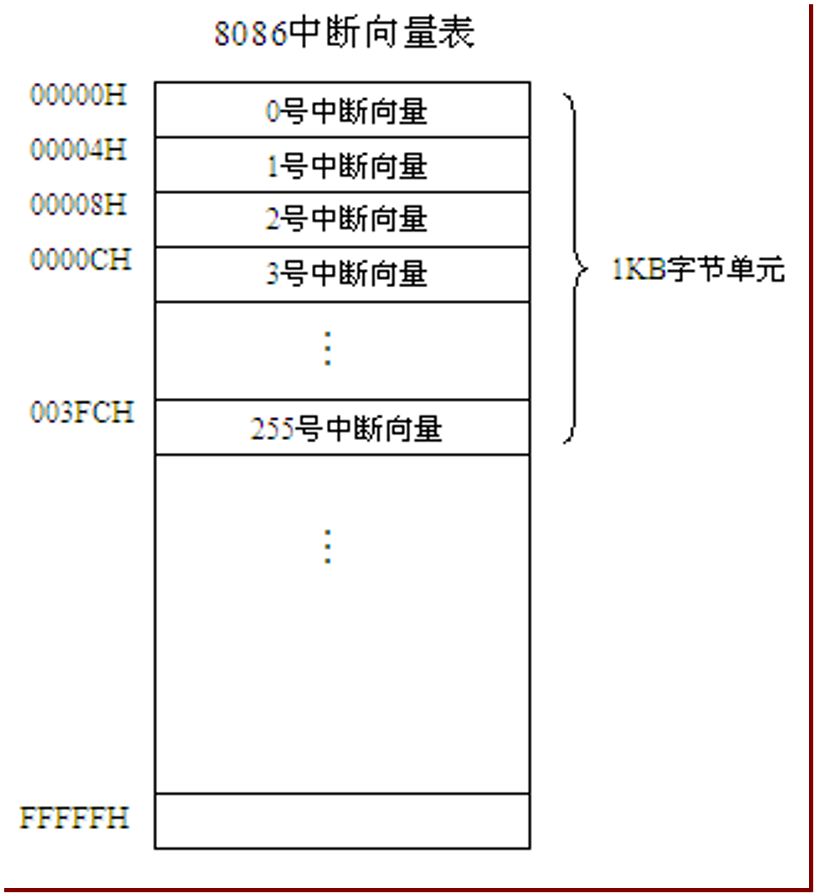 8086中断向量表
00000H
0号中断向量
00004H
1号中断向量
00008H
2号中断向量
0000CH
3号中断向量
1KB字节单元
⋮
003FCH
255号中断向量
⋮
FFFFFH